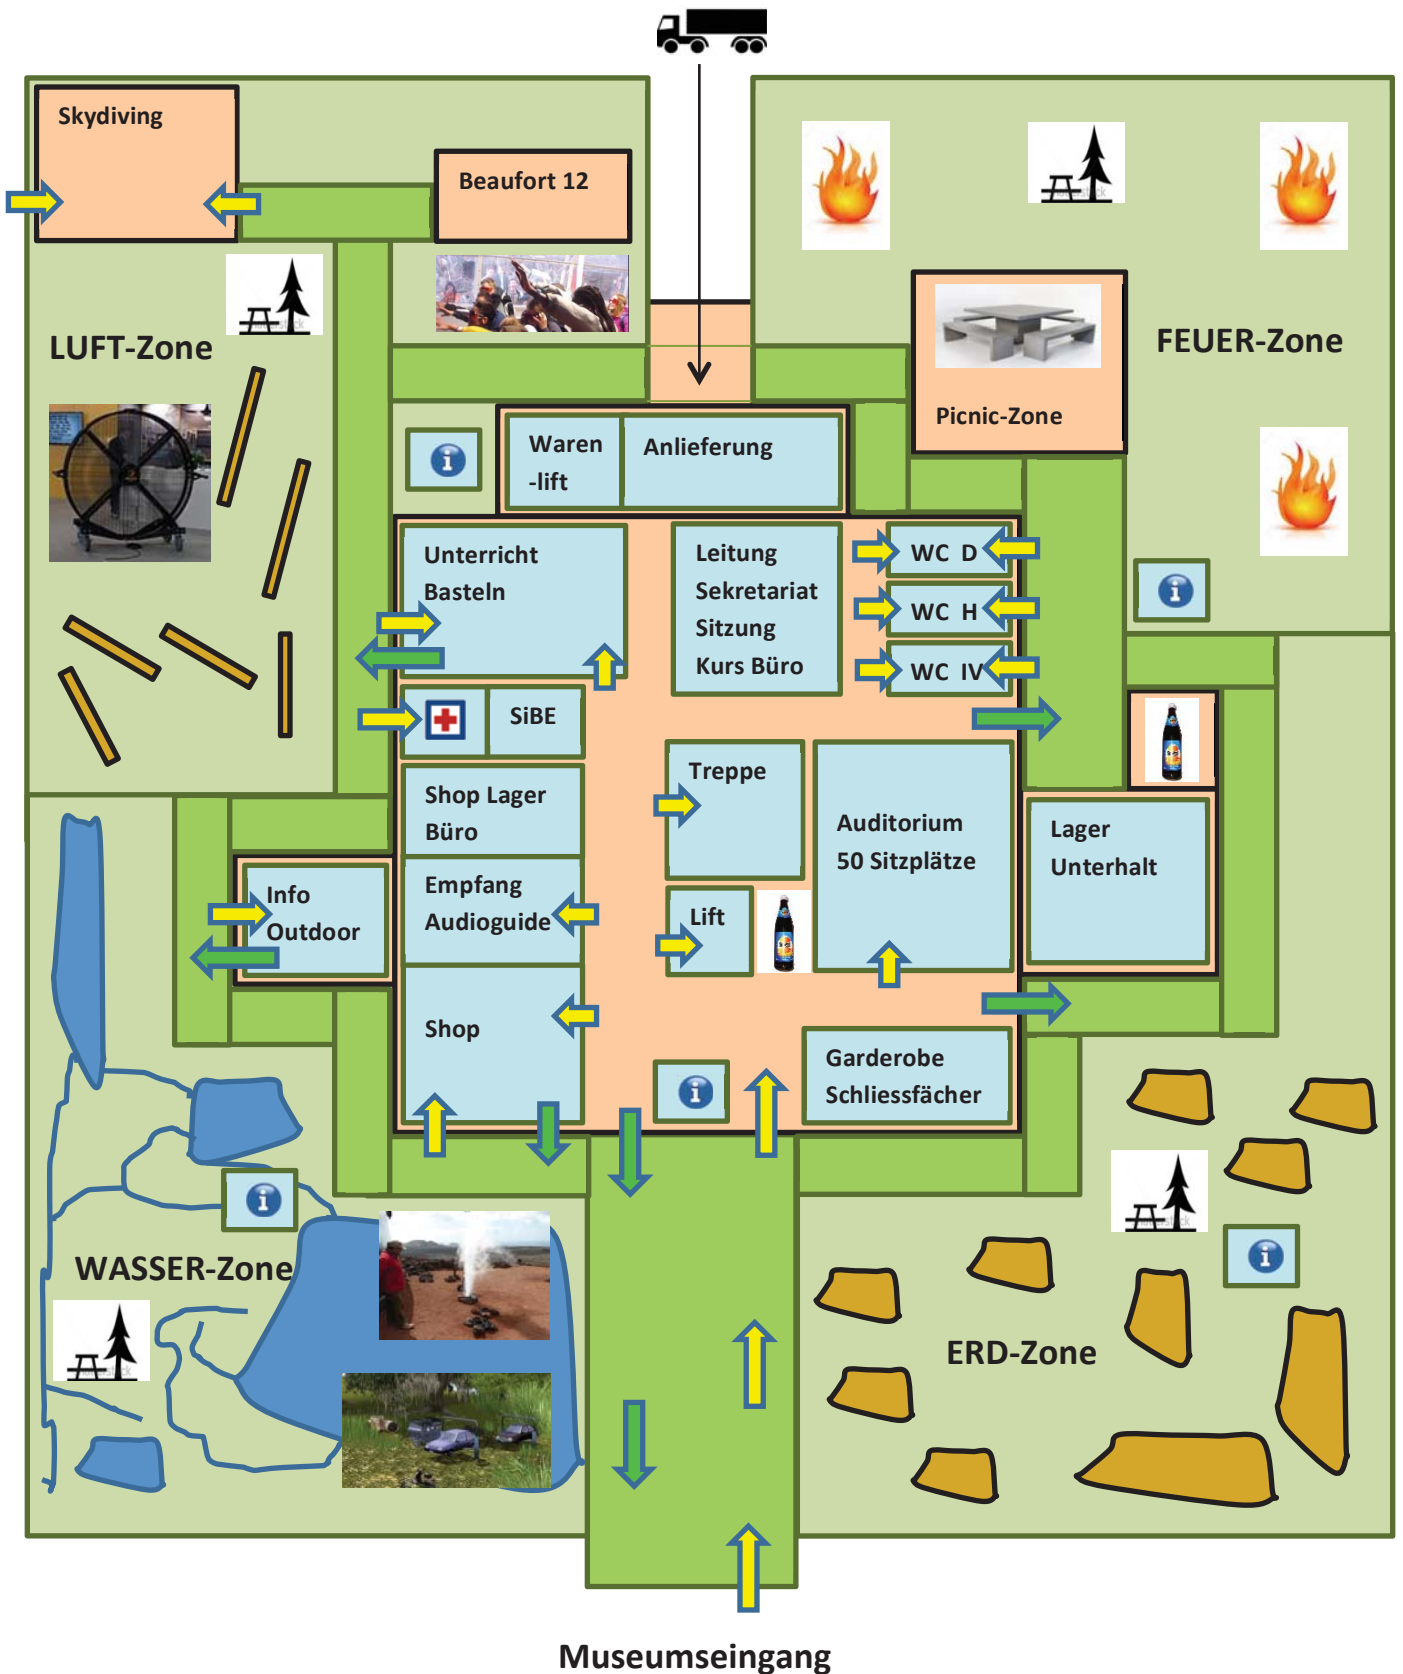 Skydiving
Beaufort 12
LUFT-Zone
FEUER-Zone
Picnic-Zone
Waren
-lift
Anlieferung
Unterricht
Basteln
Leitung
Sekretariat
Sitzung
Kurs Büro
WC D
WC H
WC IV
SiBE
Shop Lager
Büro
Treppe
Auditorium
50 Sitzplätze
Lager
Unterhalt
Info
Outdoor
Empfang
Audioguide
Lift
Shop
Garderobe
Schliessfächer
WASSER-Zone
ERD-Zone
Museumseingang